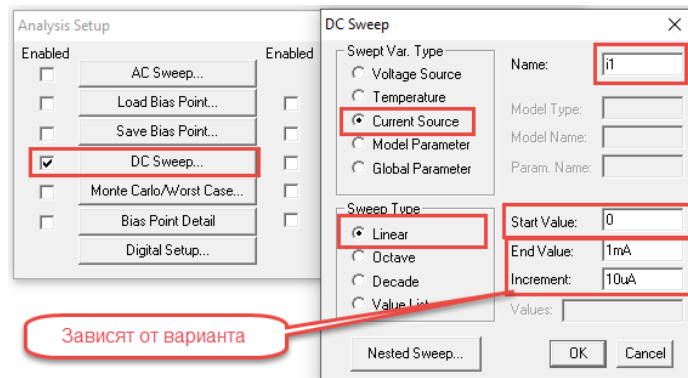 Analysis Setup
Enabled
Enabled
AC Sweep...
Load Bias Point...
Save Bias Point...
DC Sweep...
Monte Carlo/Worst Case...
Bias Point Detail
Digital Setup...
DC Sweep
Swept Var. Type
Voltage Source
Temperature
Current Source
Model Parameter
Global Parameter
Name: i1
Model Type:
Model Name:
Param. Name:
Sweep Type
Linear
Octave
Decade
Value List
Start Value: 0
End Value: 1mA
Increment: 10uA
Values:
Nested Sweep...
OK
Cancel
Зависят от варианта